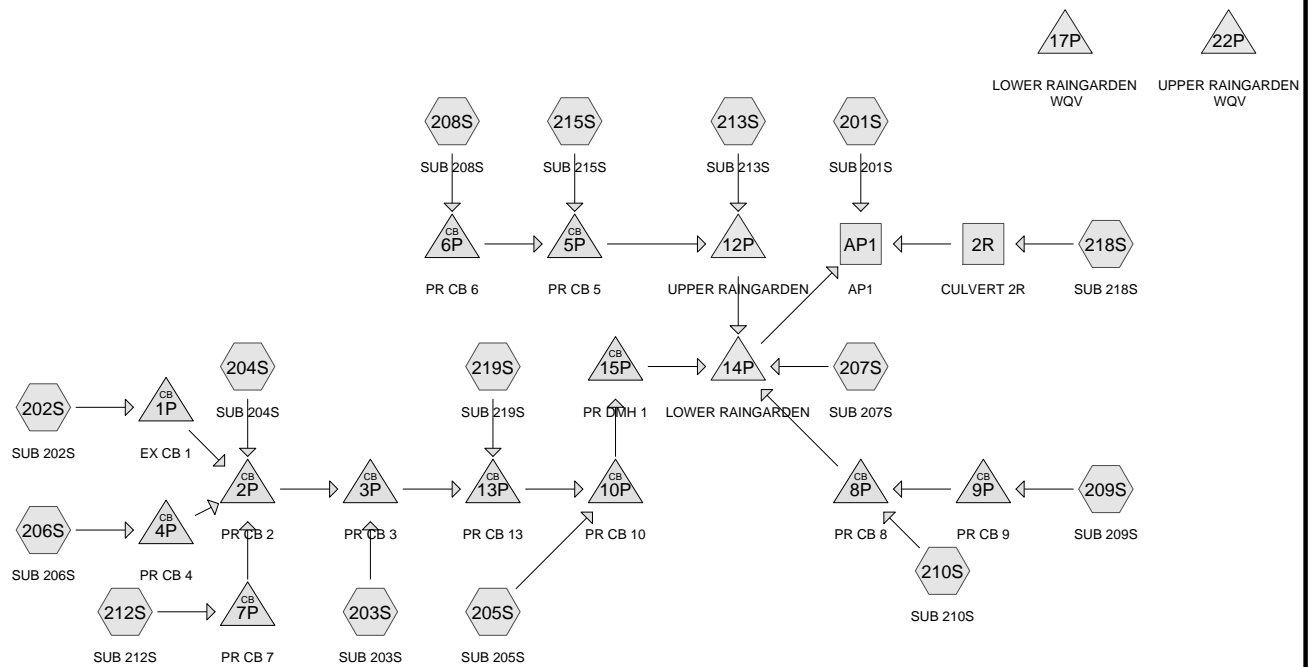 17P
22P
LOWER RAINGARDEN
WQV
UPPER RAINGARDEN
WQV
208S
215S
213S
201S
SUB 208S
SUB 215S
SUB 213S
SUB 201S
CB
6P
CB
5P
12P
AP1
2R
218S
PR CB 6
PR CB 5
UPPER RAINGARDEN
AP1
CULVERT 2R
SUB 218S
204S
219S
CB
15P
14P
207S
202S
CB
1P
SUB 204S
SUB 219S
PR DMH 1
LOWER RAINGARDEN
SUB 207S
SUB 202S
EX CB 1
CB
2P
CB
3P
CB
13P
CB
10P
CB
8P
CB
9P
209S
206S
CB
4P
PR CB 2
PR CB 3
PR CB 13
PR CB 10
PR CB 8
PR CB 9
SUB 209S
SUB 206S
PR CB 4
210S
212S
CB
7P
203S
205S
SUB 210S
SUB 212S
PR CB 7
SUB 203S
SUB 205S